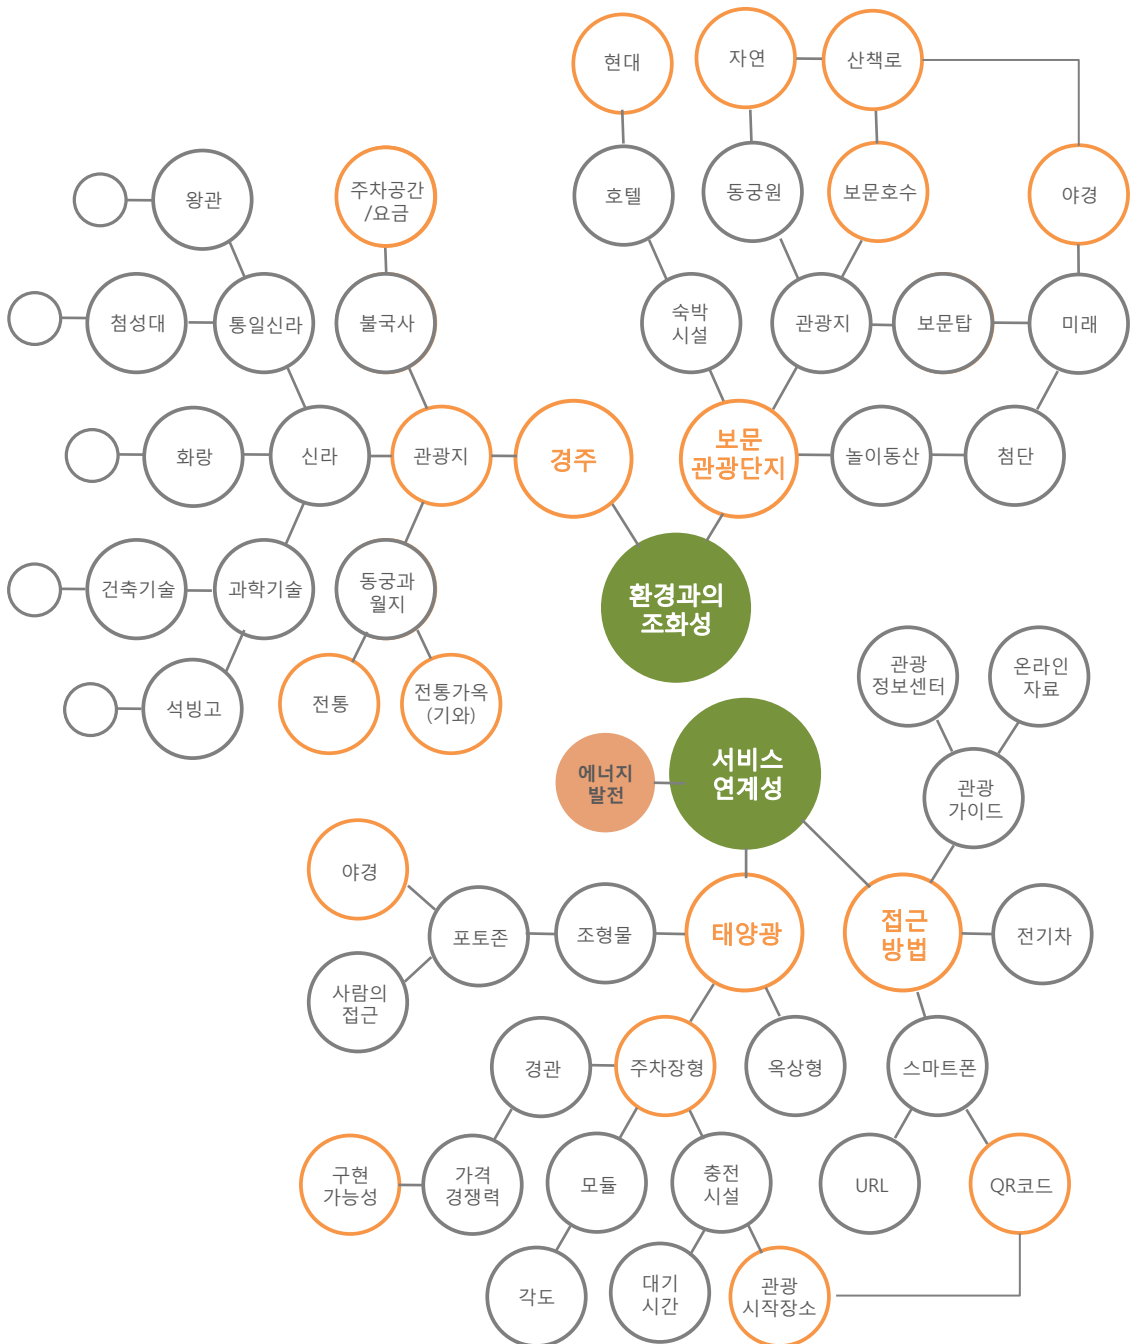 현대
자연
산책로
주차공간
/요금
왕관
호텔
동궁원
보문호수
야경
첨성대
통일신라
불국사
숙박
시설
관광지
보문탑
미래
화랑
신라
관광지
경주
보문
관광단지
놀이동산
첨단
건축기술
과학기술
동궁과
월지
환경과의
조화성
석빙고
전통
전통가옥
(기와)
관광
정보센터
온라인
자료
에너지
발전
서비스
연계성
관광
가이드
야경
포토존
조형물
태양광
접근
방법
전기차
사람의
접근
경관
주차장형
옥상형
스마트폰
구현
가능성
가격
경쟁력
모듈
충전
시설
URL
QR코드
각도
대기
시간
관광
시작장소